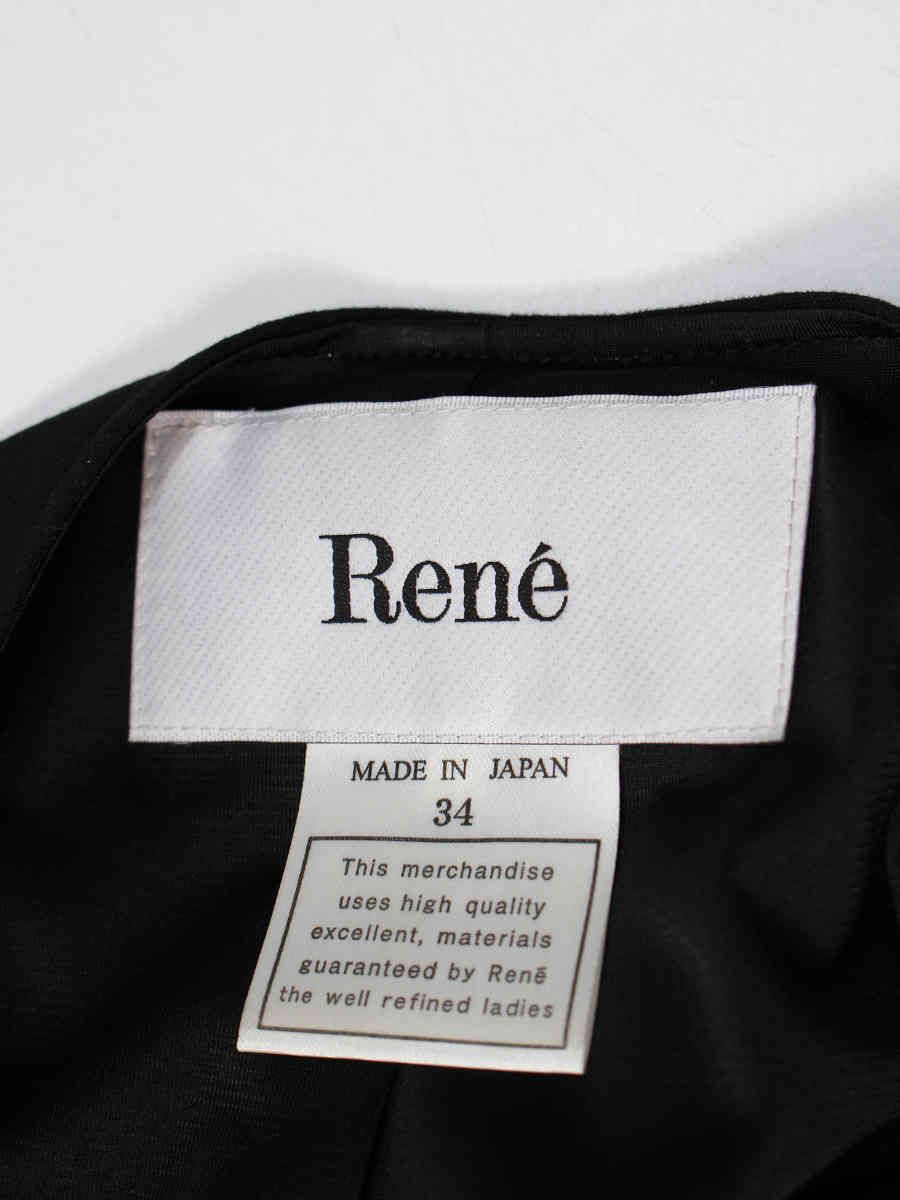 René
MADE IN JAPAN
34
This merchandise
uses high quality
excellent, materials
guaranteed by René
the well refined ladies